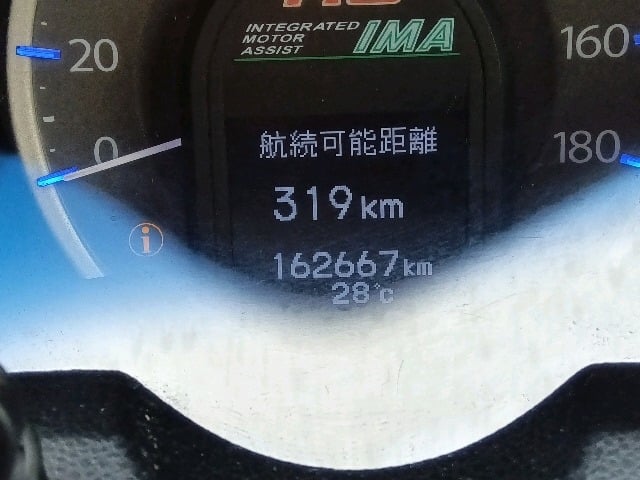 INTEGRATED
MOTOR
ASSIST
IMA
20
160
0
180
航続可能距離
319km
162667km
28℃